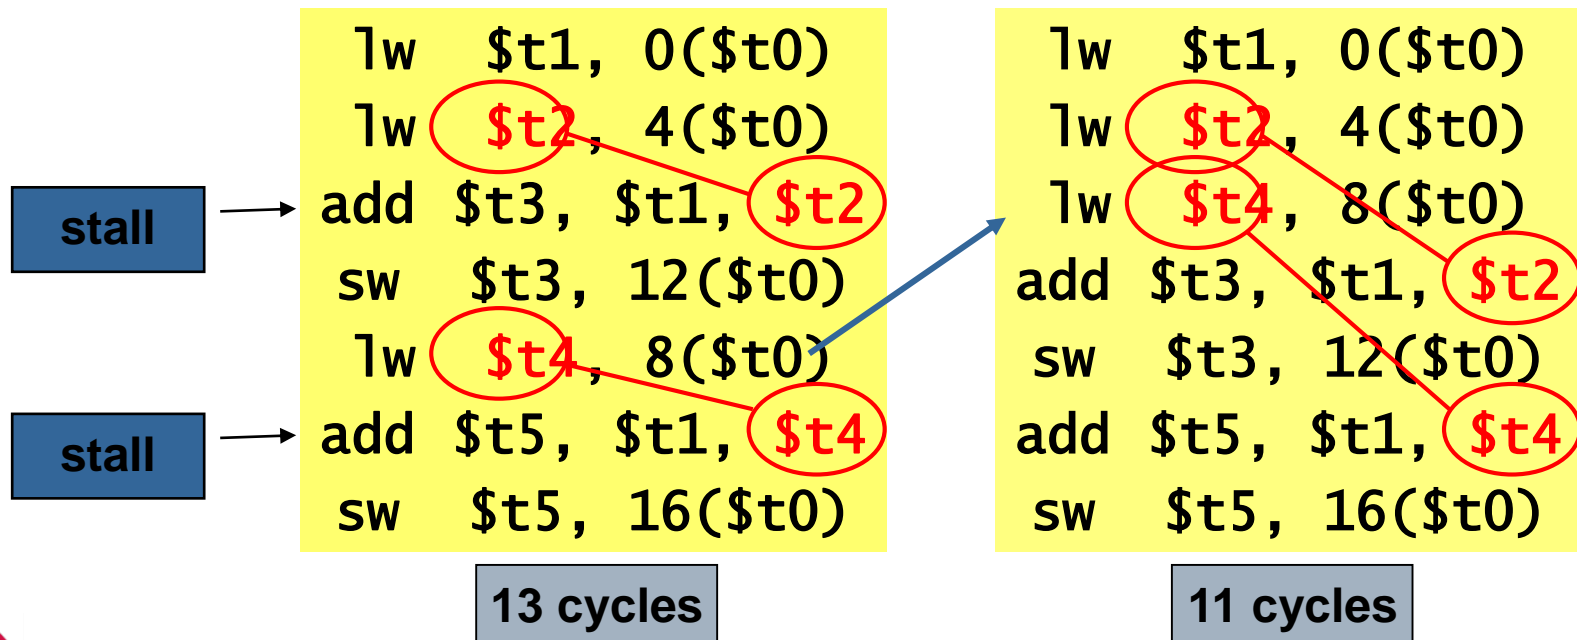 lw $t1, 0($t0)
lw $t2, 4($t0)
add $t3, $t1, $t2
sw $t3, 12($t0)
lw $t4, 8($t0)
add $t5, $t1, $t4
sw $t5, 16($t0)
stall
stall
13 cycles
lw $t1, 0($t0)
lw $t2, 4($t0)
lw $t4, 8($t0)
add $t3, $t1, $t2
sw $t3, 12($t0)
add $t5, $t1, $t4
sw $t5, 16($t0)
11 cycles